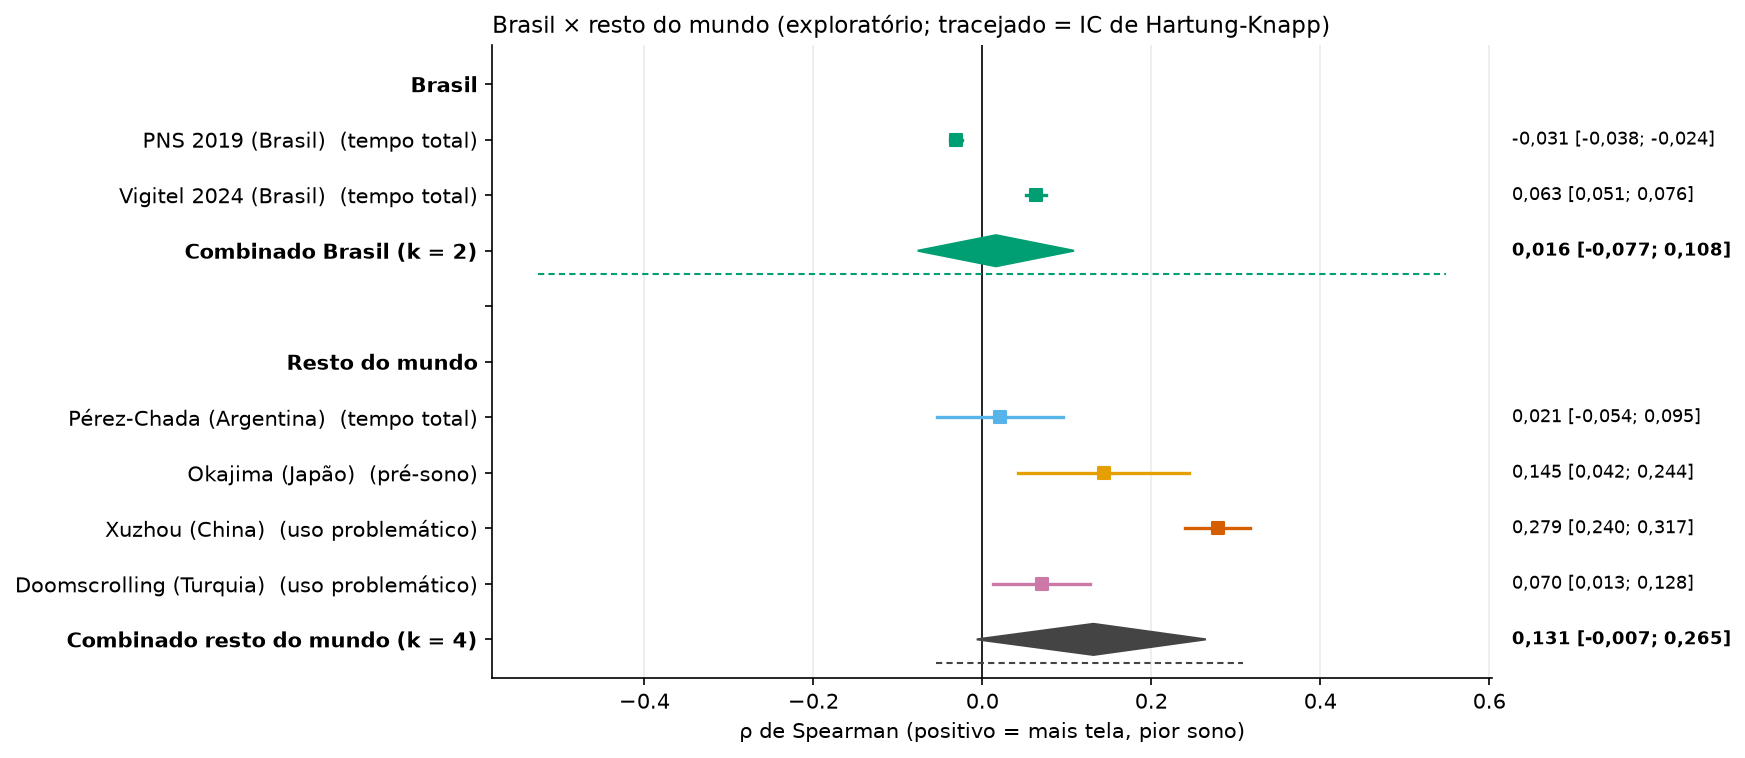 Brasil × resto do mundo (exploratório; tracejado = IC de Hartung-Knapp)
Brasil
PNS 2019 (Brasil)  (tempo total) -0,031 [-0,038; -0,024]
Vigitel 2024 (Brasil)  (tempo total) 0,063 [0,051; 0,076]
Combinado Brasil (k = 2) 0,016 [-0,077; 0,108]
Resto do mundo
Pérez-Chada (Argentina)  (tempo total) 0,021 [-0,054; 0,095]
Okajima (Japão)  (pré-sono) 0,145 [0,042; 0,244]
Xuzhou (China)  (uso problemático) 0,279 [0,240; 0,317]
Doomscrolling (Turquia)  (uso problemático) 0,070 [0,013; 0,128]
Combinado resto do mundo (k = 4) 0,131 [-0,007; 0,265]
−0.4 −0.2 0.0 0.2 0.4 0.6
ρ de Spearman (positivo = mais tela, pior sono)